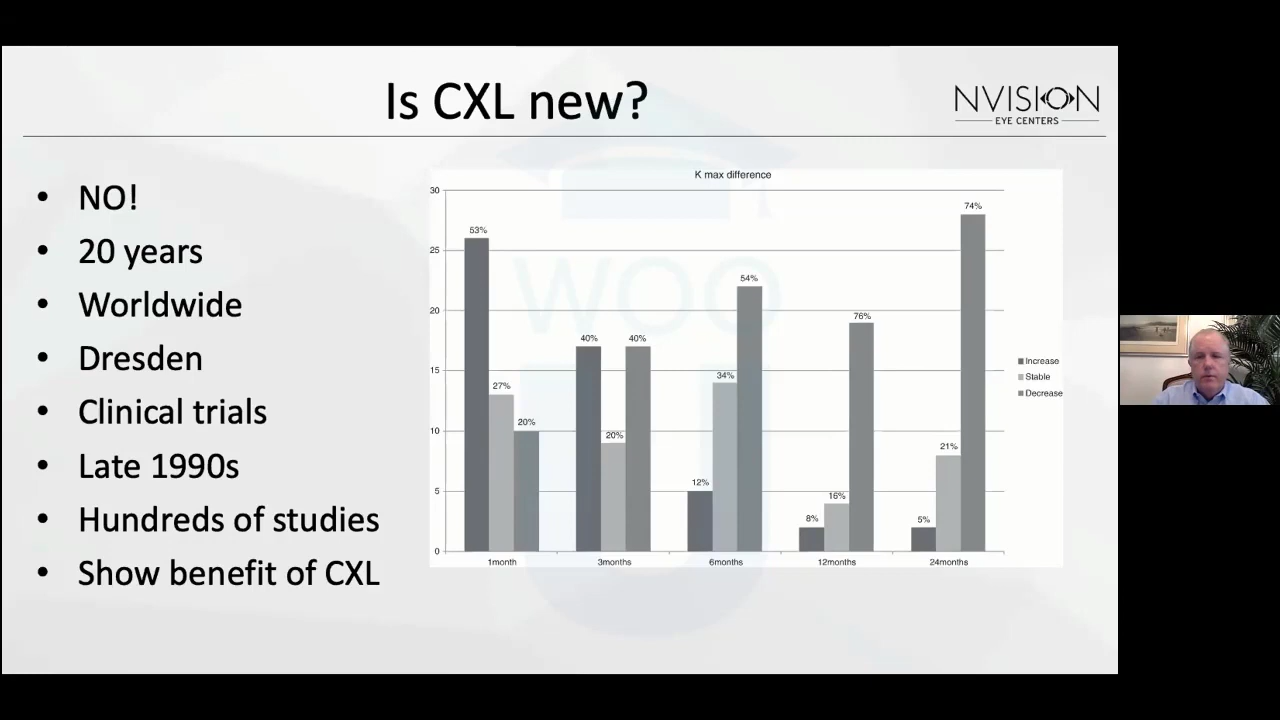 Is CXL new?
NVISION
EYE CENTERS
• NO!
• 20 years
• Worldwide
• Dresden
• Clinical trials
• Late 1990s
• Hundreds of studies
• Show benefit of CXL
K max difference
30
25
20
15
10
5
0
53%
27%
20%
40%
20%
40%
12%
34%
54%
8%
16%
76%
5%
21%
74%
1month
3months
6months
12months
24months
Increase
Stable
Decrease
WOO
U